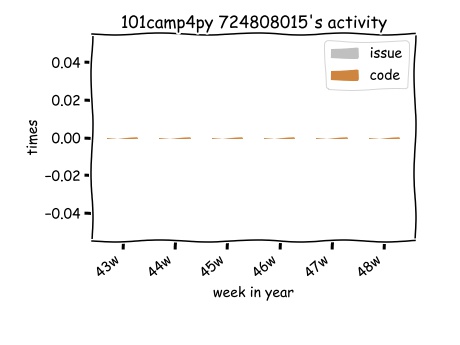 101camp4py 724808015's activity
issue
code
0.04
0.02
0.00
−0.02
−0.04
times
43w 44w 45w 46w 47w 48w
week in year